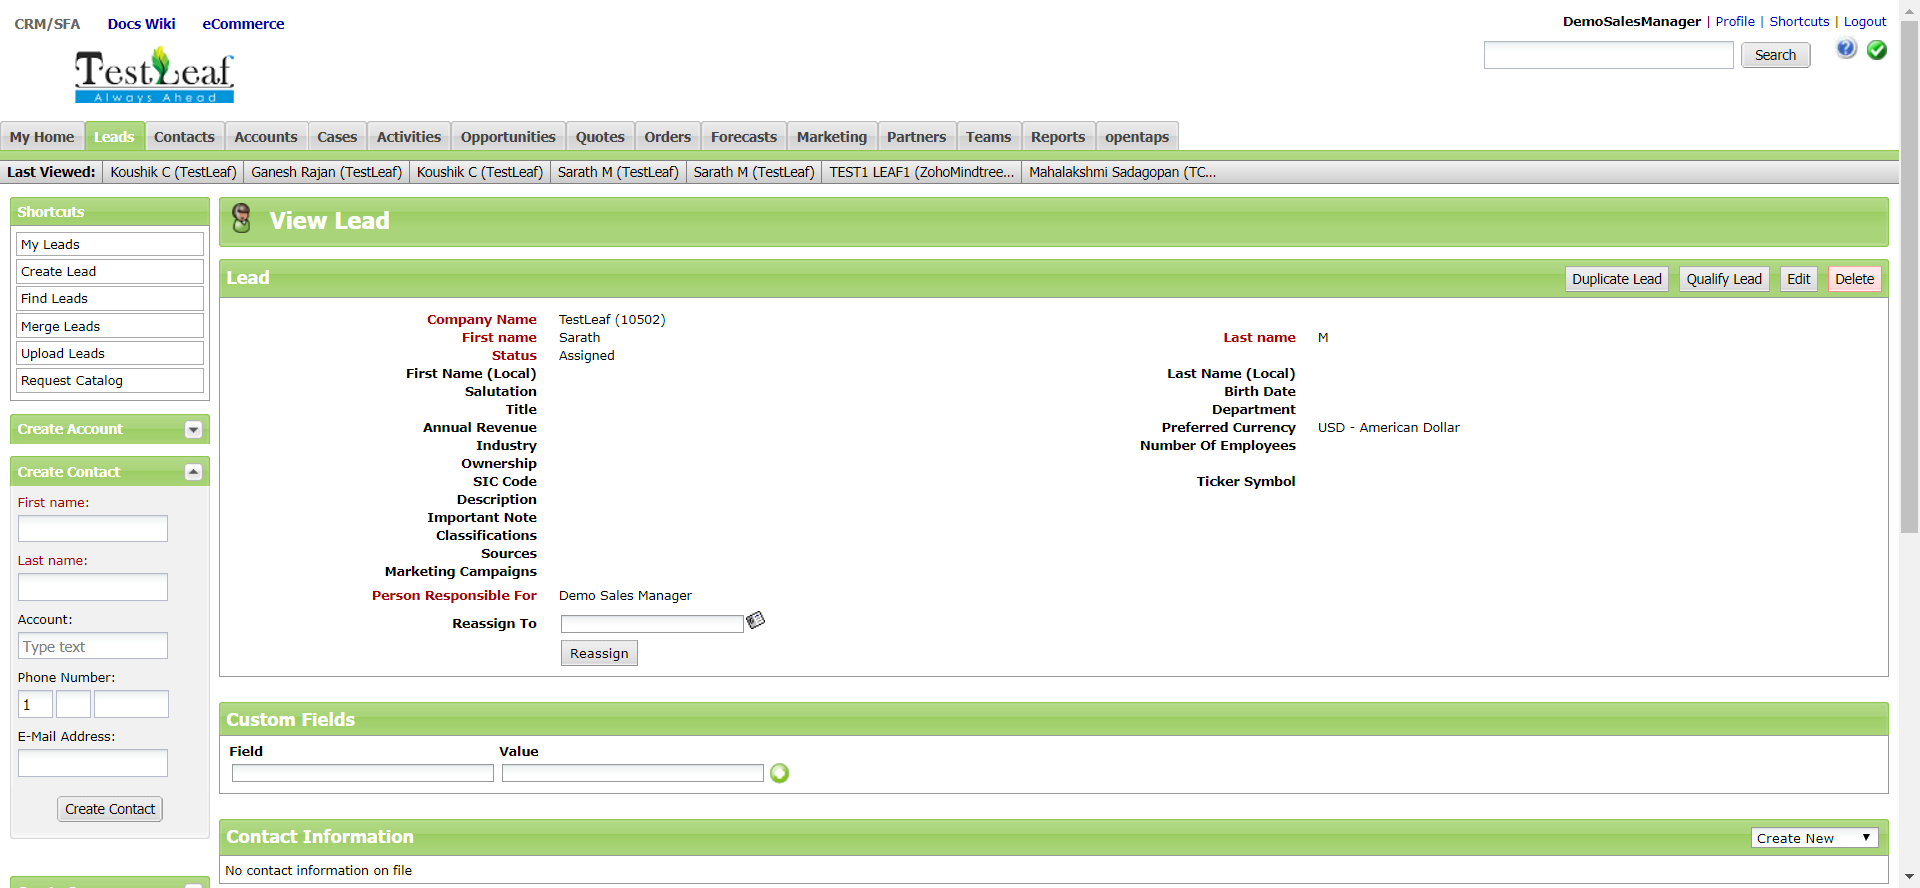 CRM/SFA Docs Wiki eCommerce
DemoSalesManager | Profile | Shortcuts | Logout
TestLeaf
Always Ahead
Search
My Home Leads Contacts Accounts Cases Activities Opportunities Quotes Orders Forecasts Marketing Partners Teams Reports opentaps
Last Viewed: Koushik C (TestLeaf) Ganesh Rajan (TestLeaf) Koushik C (TestLeaf) Sarath M (TestLeaf) Sarath M (TestLeaf) TEST1 LEAF1 (ZohoMindtree... Mahalakshmi Sadagopan (TC...
Shortcuts
My Leads
Create Lead
Find Leads
Merge Leads
Upload Leads
Request Catalog
Create Account
Create Contact
First name:
Last name:
Account:
Type text
Phone Number:
1
E-Mail Address:
Create Contact
View Lead
Lead
Duplicate Lead Qualify Lead Edit Delete
Company Name TestLeaf (10502)
First name Sarath Last name M
Status Assigned
First Name (Local) Last Name (Local)
Salutation Birth Date
Title Department
Annual Revenue Preferred Currency USD - American Dollar
Industry Number Of Employees
Ownership
SIC Code Ticker Symbol
Description
Important Note
Classifications
Sources
Marketing Campaigns
Person Responsible For Demo Sales Manager
Reassign To
Reassign
Custom Fields
Field Value
Contact Information
Create New
No contact information on file